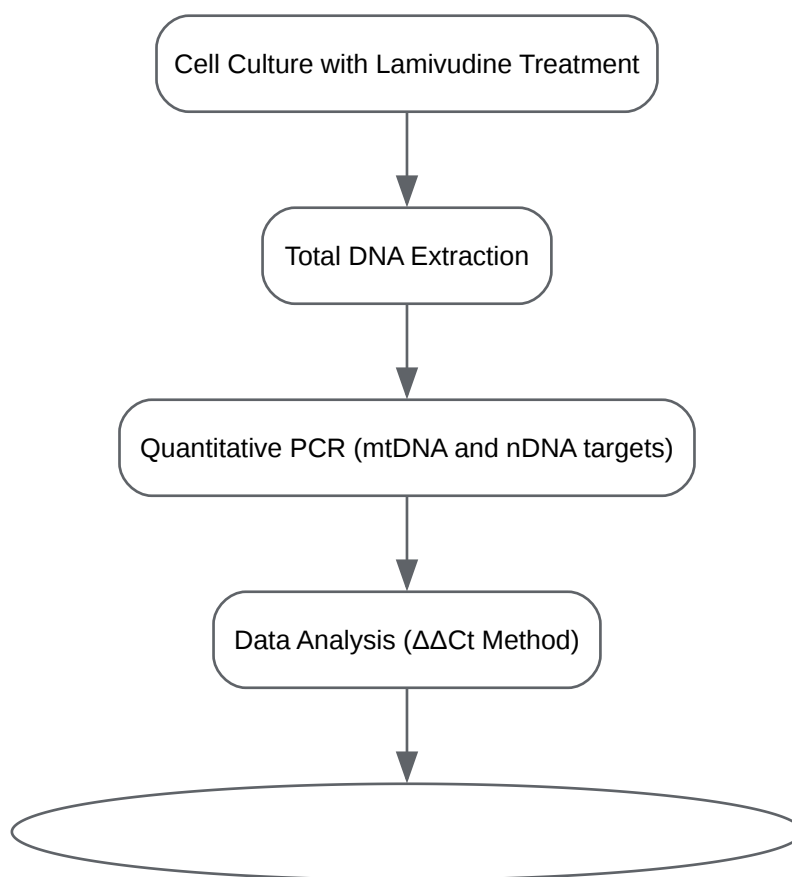 Cell Culture with Lamivudine Treatment
Total DNA Extraction
Quantitative PCR (mtDNA and nDNA targets)
Data Analysis (ΔΔCt Method)